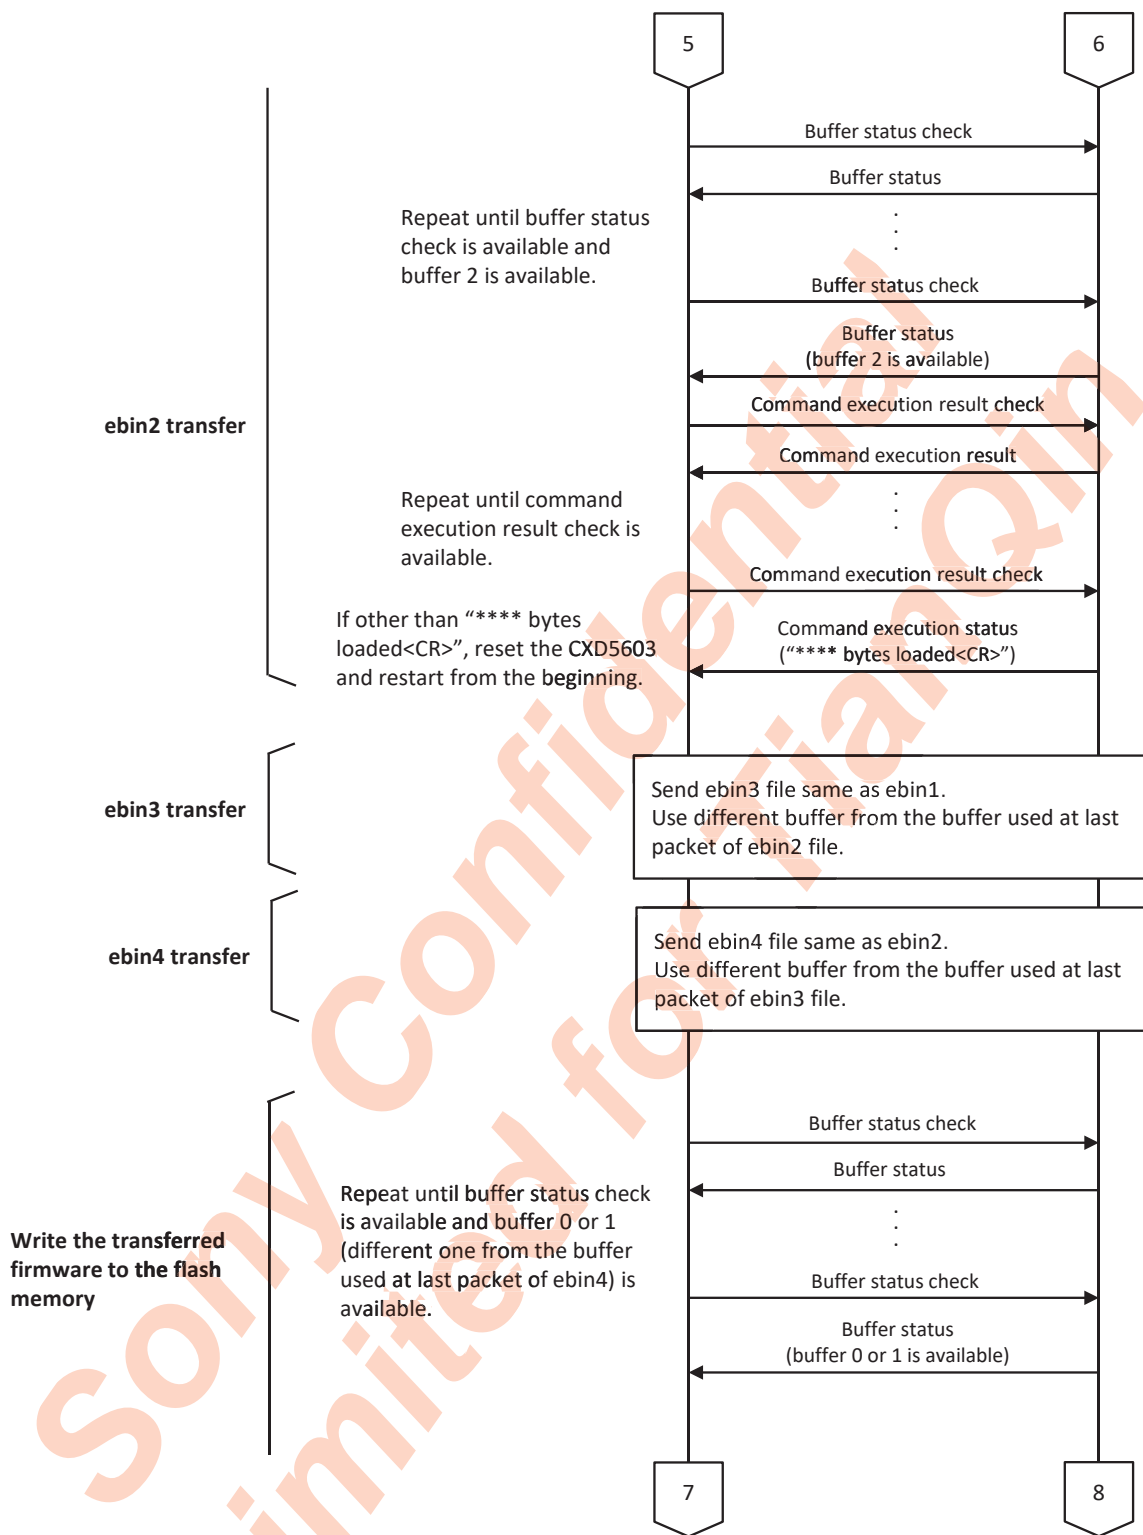 5
6
Buffer status check
Buffer status
.
.
.
Repeat until buffer status
check is available and
buffer 2 is available.
Buffer status check
Buffer status
(buffer 2 is available)
ebin2 transfer
Command execution result check
Command execution result
.
.
.
Repeat until command
execution result check is
available.
Command execution result check
If other than “**** bytes
loaded<CR>”, reset the CXD5603
and restart from the beginning.
Command execution status
(“**** bytes loaded<CR>”)
ebin3 transfer
Send ebin3 file same as ebin1.
Use different buffer from the buffer used at last
packet of ebin2 file.
ebin4 transfer
Send ebin4 file same as ebin2.
Use different buffer from the buffer used at last
packet of ebin3 file.
Buffer status check
Buffer status
.
.
.
Write the transferred
firmware to the flash
memory
Repeat until buffer status check
is available and buffer 0 or 1
(different one from the buffer
used at last packet of ebin4) is
available.
Buffer status check
Buffer status
(buffer 0 or 1 is available)
7
8
Sony Confidential
imited for TianQin